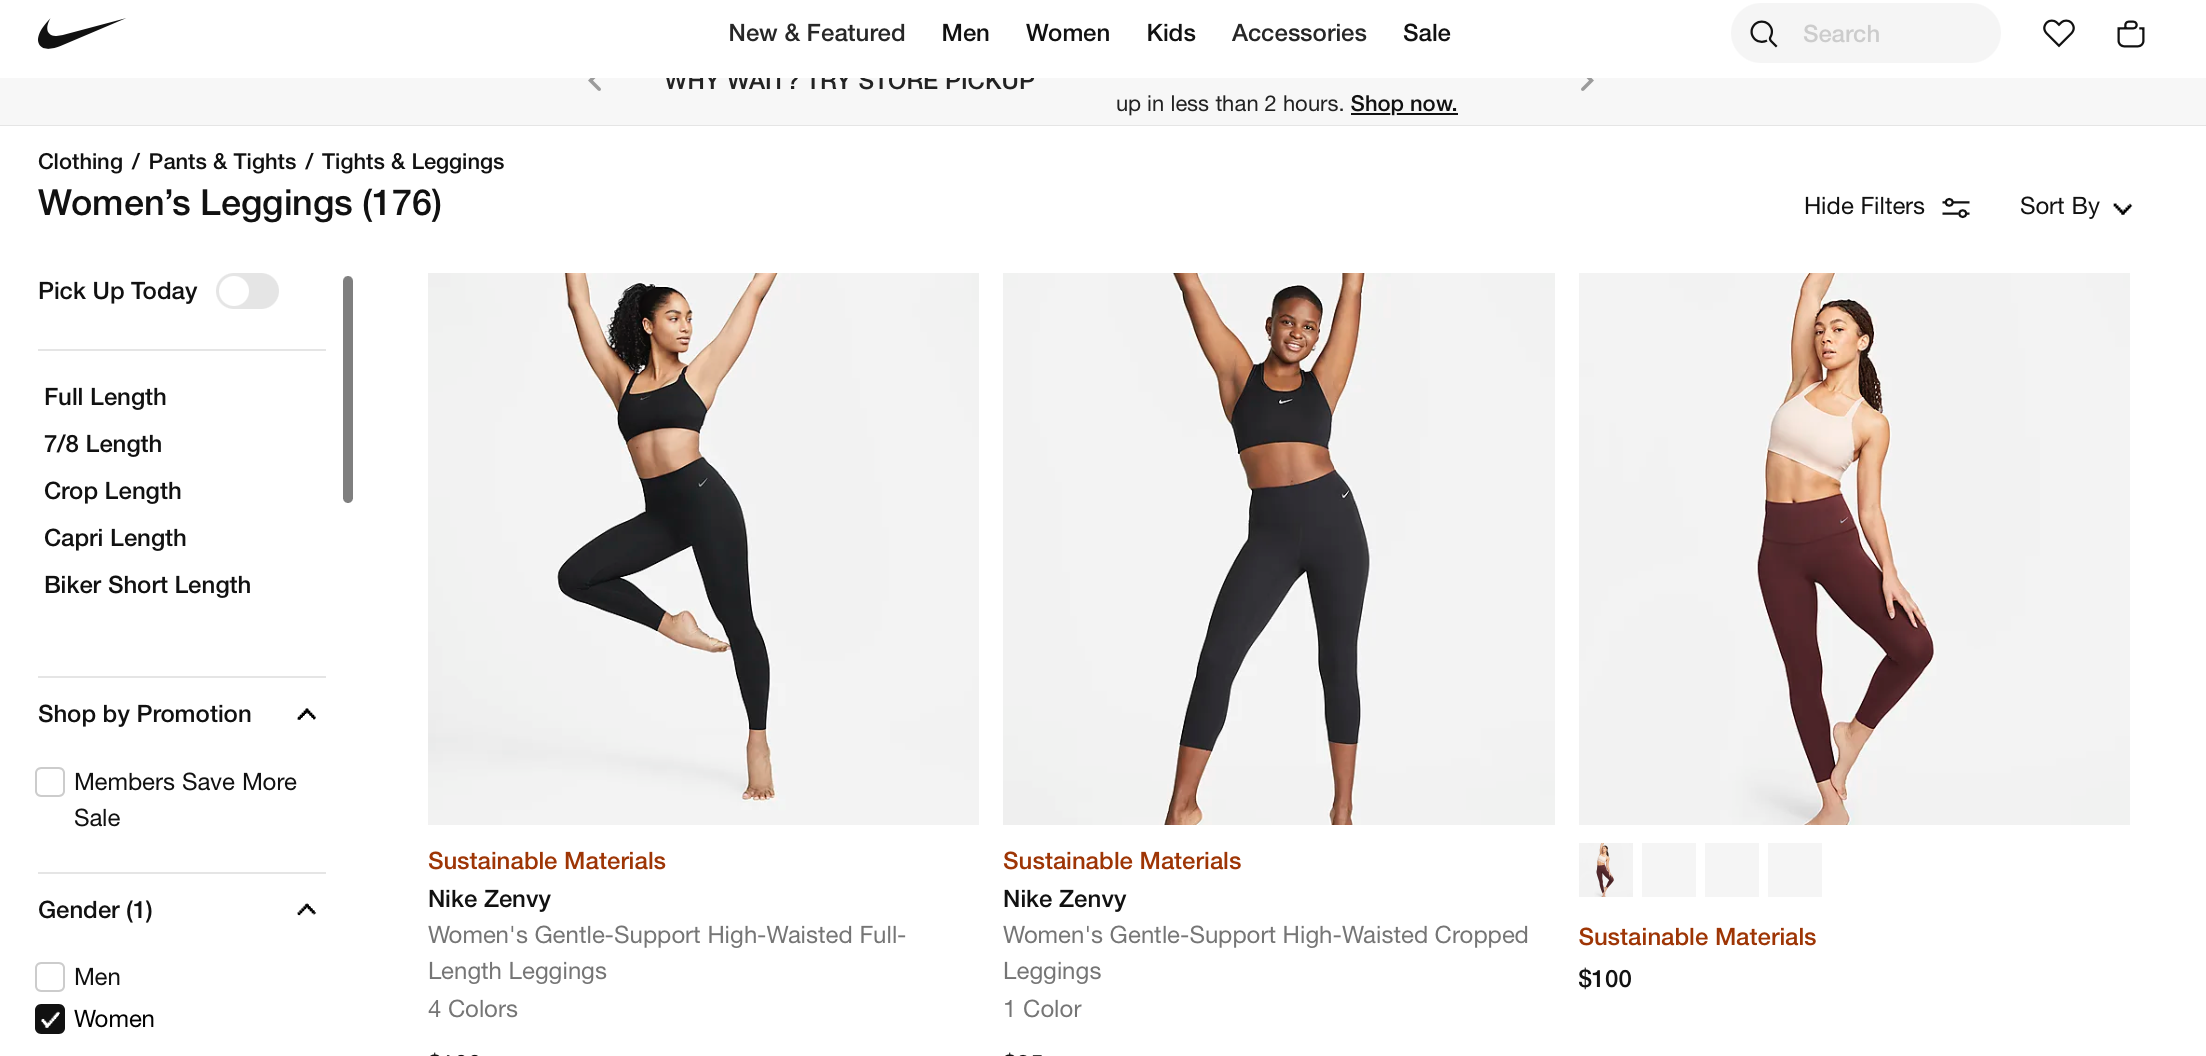 New & Featured Men Women Kids Accessories Sale Search
WHY WAIT? TRY STORE PICKUP
up in less than 2 hours. Shop now.
Clothing / Pants & Tights / Tights & Leggings
Women’s Leggings (176)
Hide Filters Sort By
Pick Up Today
Full Length
7/8 Length
Crop Length
Capri Length
Biker Short Length
Shop by Promotion
Members Save More
Sale
Gender (1)
Men
Women
Sustainable Materials
Nike Zenvy
Women's Gentle-Support High-Waisted Full-
Length Leggings
4 Colors
Sustainable Materials
Nike Zenvy
Women's Gentle-Support High-Waisted Cropped
Leggings
1 Color
Sustainable Materials
$100